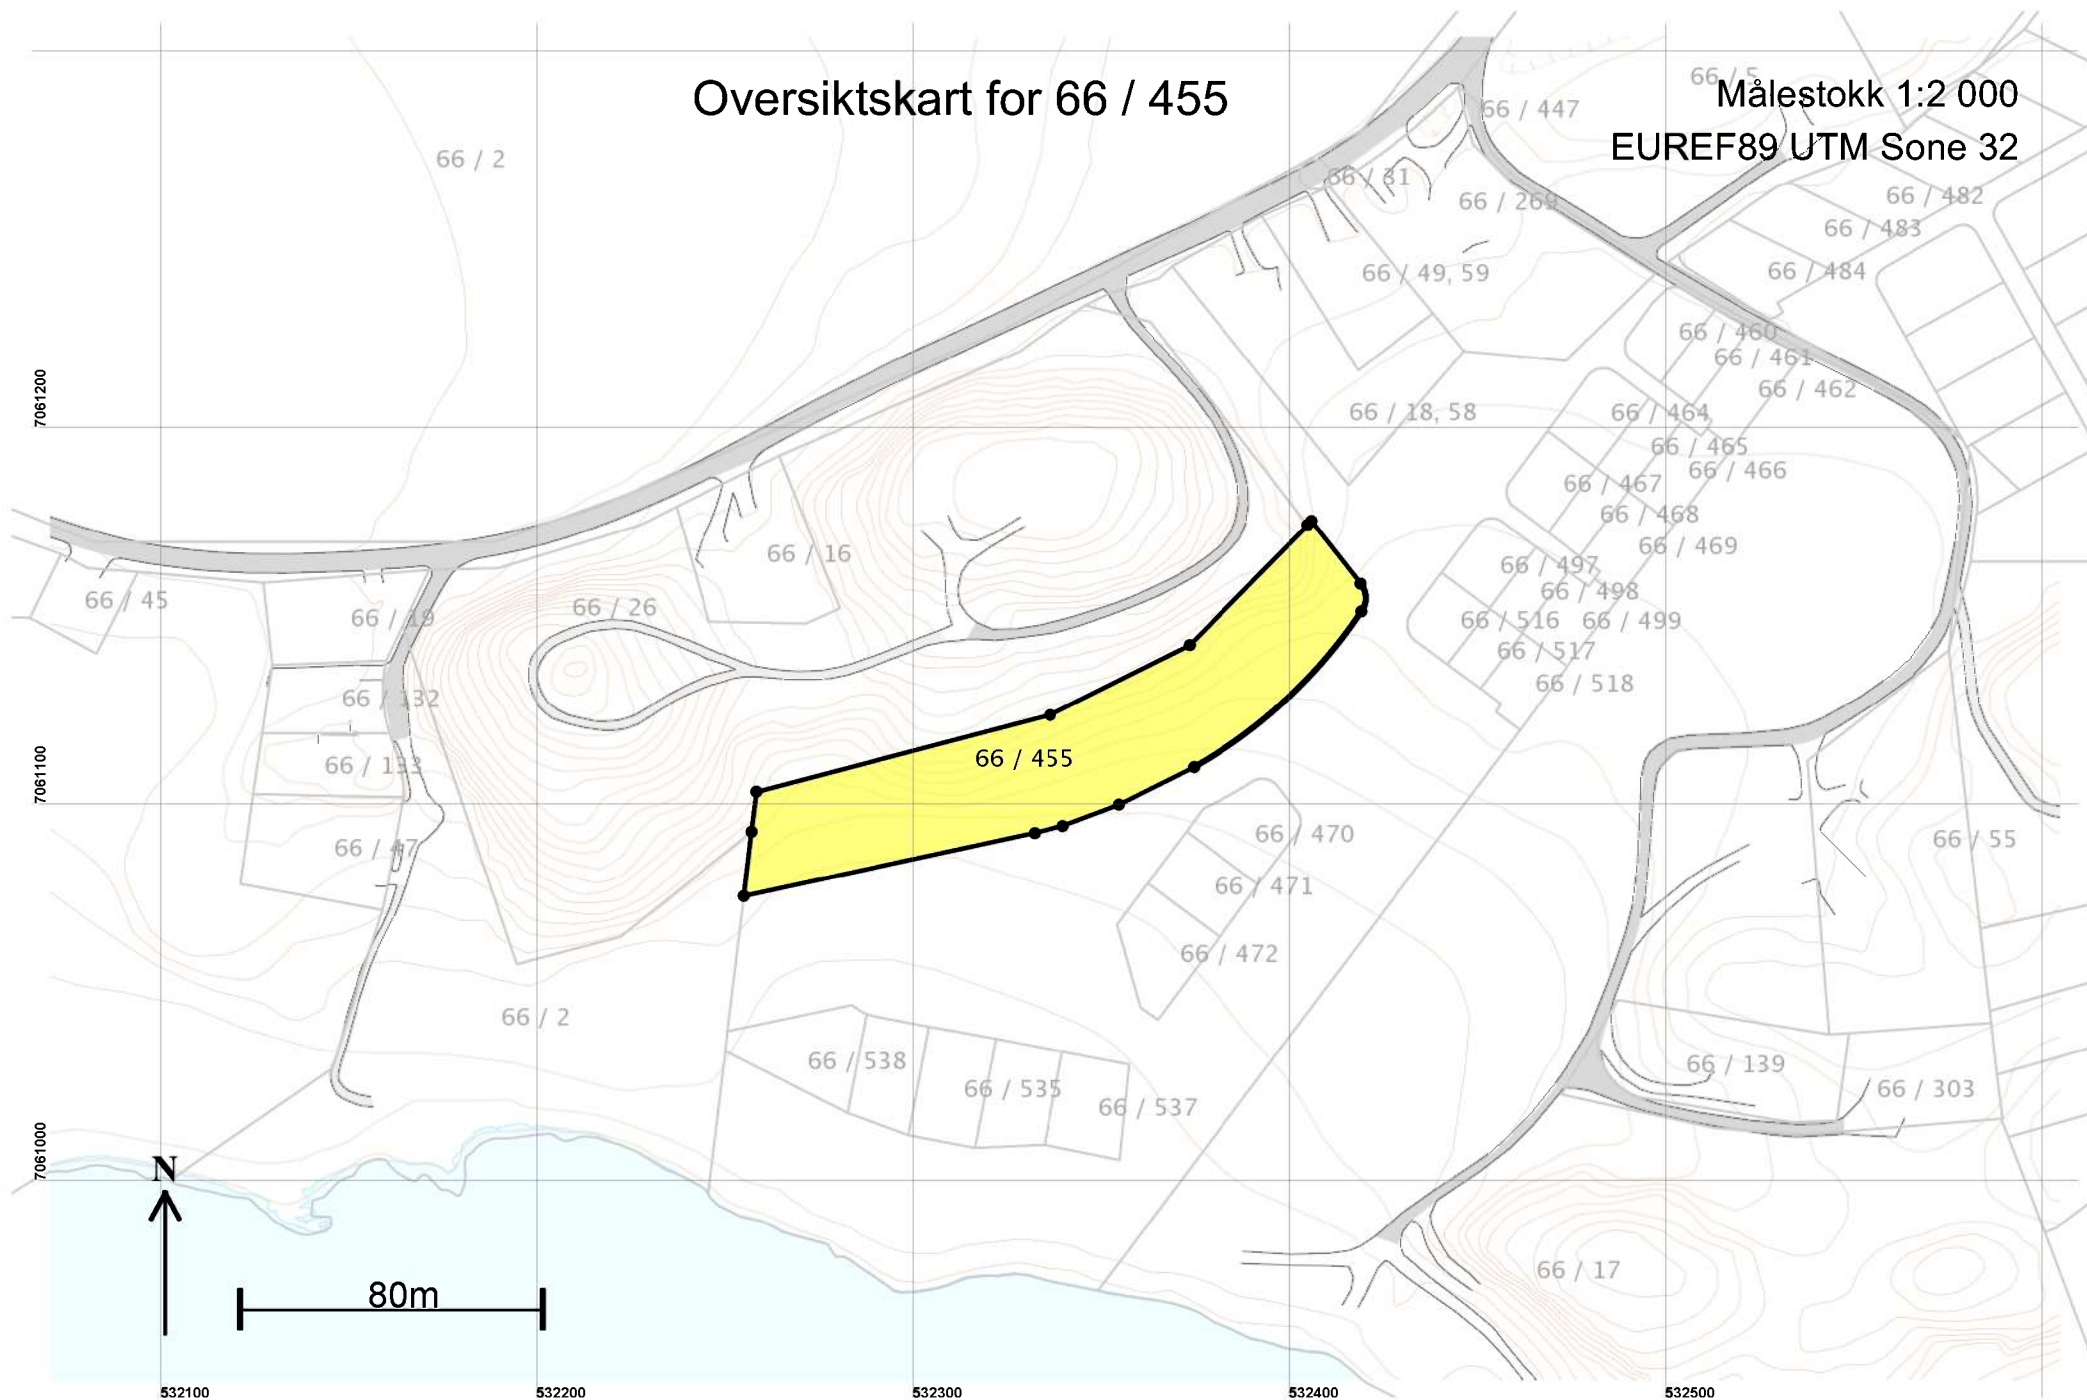 Oversiktskart for 66 / 455
Målestokk 1:2 000
EUREF89 UTM Sone 32
66 / 5
66 / 447
66 / 2
66 / 31
66 / 269
66 / 482
66 / 483
66 / 49, 59
66 / 484
66 / 460
66 / 461
66 / 462
7061200
66 / 18, 58
66 / 464
66 / 465
66 / 466
66 / 467
66 / 468
66 / 469
66 / 16
66 / 497
66 / 498
66 / 45
66 / 19
66 / 26
66 / 516
66 / 499
66 / 517
66 / 518
66 / 132
66 / 133
66 / 455
7061100
66 / 47
66 / 470
66 / 55
66 / 471
66 / 472
66 / 2
66 / 538
66 / 535
66 / 537
66 / 139
66 / 303
7061000
N
66 / 17
80m
532100
532200
532300
532400
532500